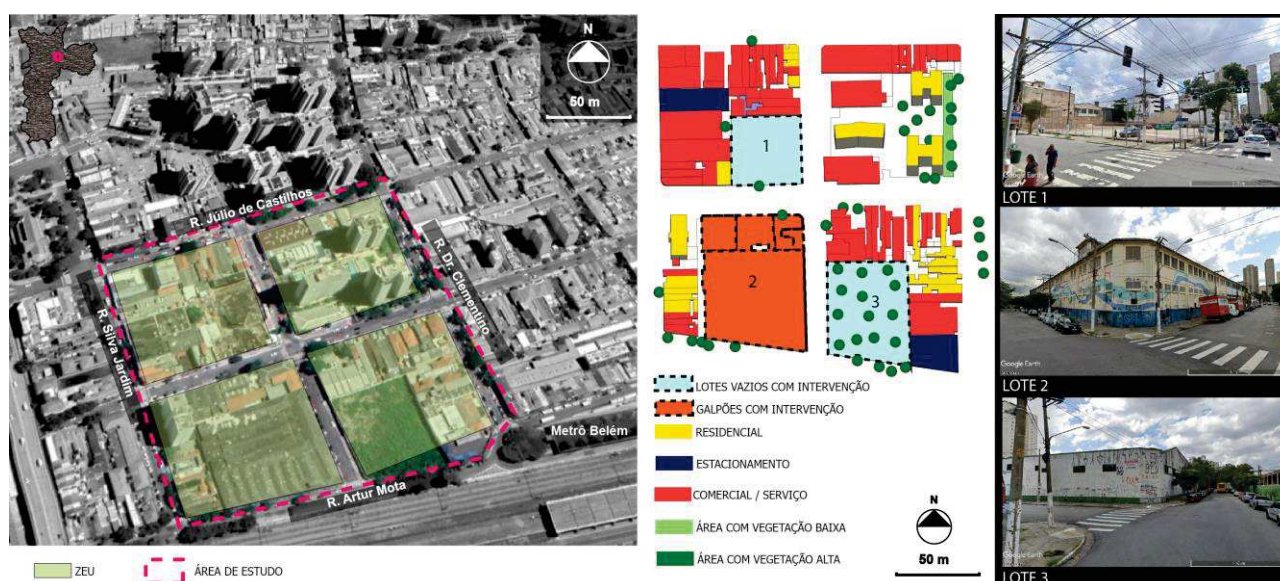 N
50 m
R. Júlio de Castilhos
R. Dr. Clementino
R. Silva Jardim
Metrô Belém
R. Artur Mota
ZEU
ÁREA DE ESTUDO
1
2
3
LOTES VAZIOS COM INTERVENÇÃO
GALPÕES COM INTERVENÇÃO
RESIDENCIAL
ESTACIONAMENTO
COMERCIAL / SERVIÇO
ÁREA COM VEGETAÇÃO BAIXA
ÁREA COM VEGETAÇÃO ALTA
N
50 m
Google Earth
LOTE 1
Google Earth
LOTE 2
Google Earth
LOTE 3